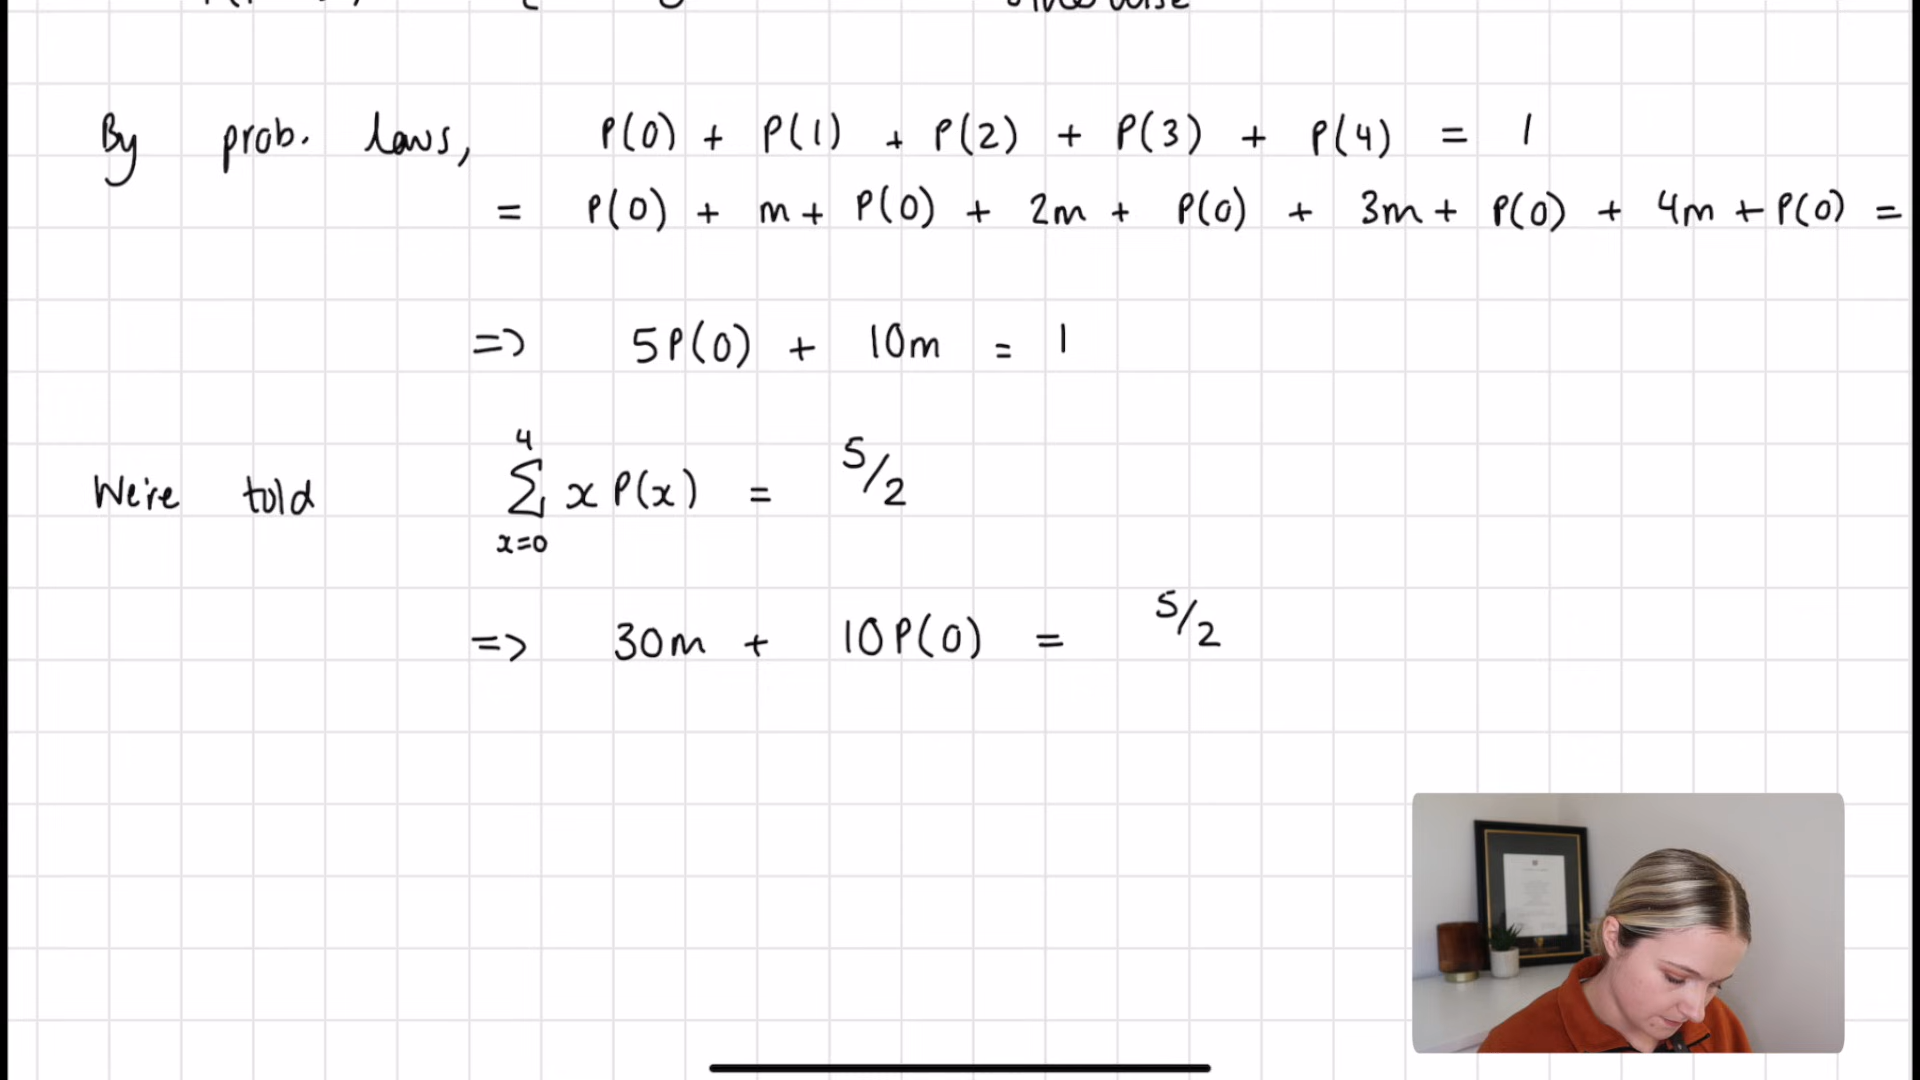 By prob. laws, P(0) + P(1) + P(2) + P(3) + P(4) = 1
= P(0) + m + P(0) + 2m + P(0) + 3m + P(0) + 4m + P(0) =
=> 5P(0) + 10m = 1
We're told 4∑x=0 x P(x) = 5/2
=> 30m + 10P(0) = 5/2